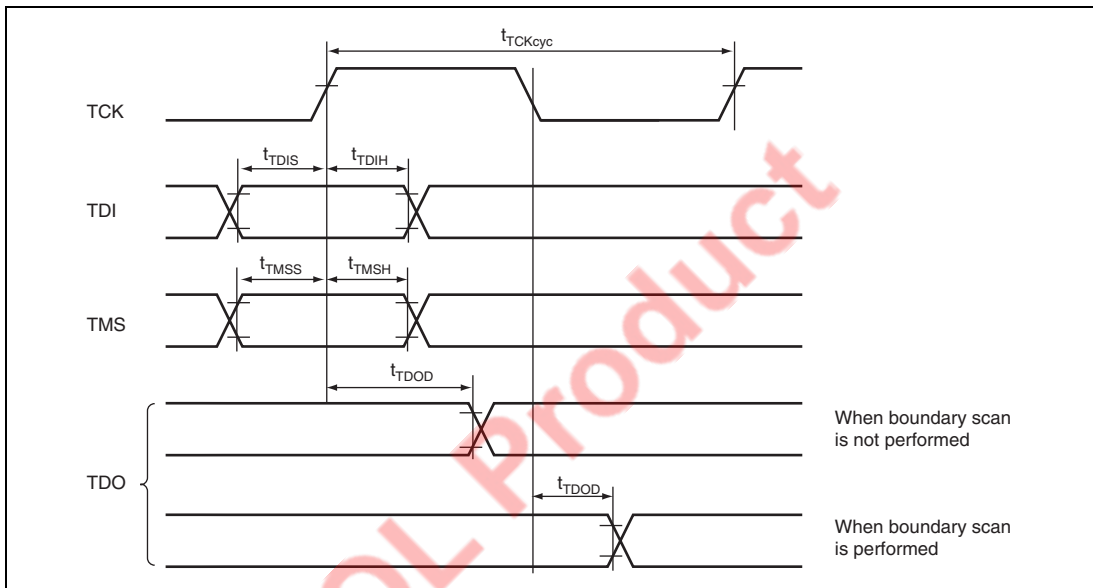 tTCKcyc
TCK
tTDIS
tTDIH
TDI
tTMSS
tTMSH
TMS
tTDOD
When boundary scan
is not performed
TDO
tTDOD
When boundary scan
is performed
OL Product